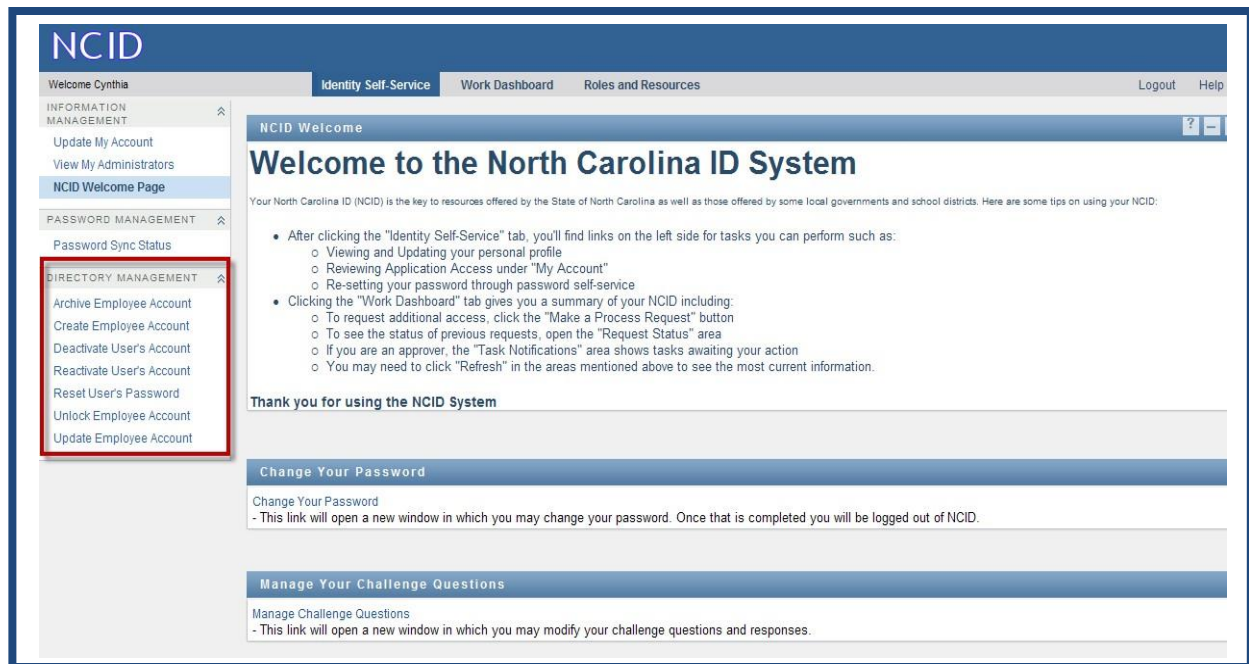 NCID
Welcome Cynthia
Identity Self-Service
Work Dashboard
Roles and Resources
Logout
Help
INFORMATION
MANAGEMENT
Update My Account
View My Administrators
NCID Welcome Page
PASSWORD MANAGEMENT
Password Sync Status
DIRECTORY MANAGEMENT
Archive Employee Account
Create Employee Account
Deactivate User's Account
Reactivate User's Account
Reset User's Password
Unlock Employee Account
Update Employee Account
NCID Welcome
?
Welcome to the North Carolina ID System
Your North Carolina ID (NCID) is the key to resources offered by the State of North Carolina as well as those offered by some local governments and school districts. Here are some tips on using your NCID:
• After clicking the "Identity Self-Service" tab, you'll find links on the left side for tasks you can perform such as:
o Viewing and Updating your personal profile
o Reviewing Application Access under "My Account"
o Re-setting your password through password self-service
• Clicking the "Work Dashboard" tab gives you a summary of your NCID including:
o To request additional access, click the "Make a Process Request" button
o To see the status of previous requests, open the "Request Status" area
o If you are an approver, the "Task Notifications" area shows tasks awaiting your action
o You may need to click "Refresh" in the areas mentioned above to see the most current information.
Thank you for using the NCID System
Change Your Password
Change Your Password
- This link will open a new window in which you may change your password. Once that is completed you will be logged out of NCID.
Manage Your Challenge Questions
Manage Challenge Questions
- This link will open a new window in which you may modify your challenge questions and responses.